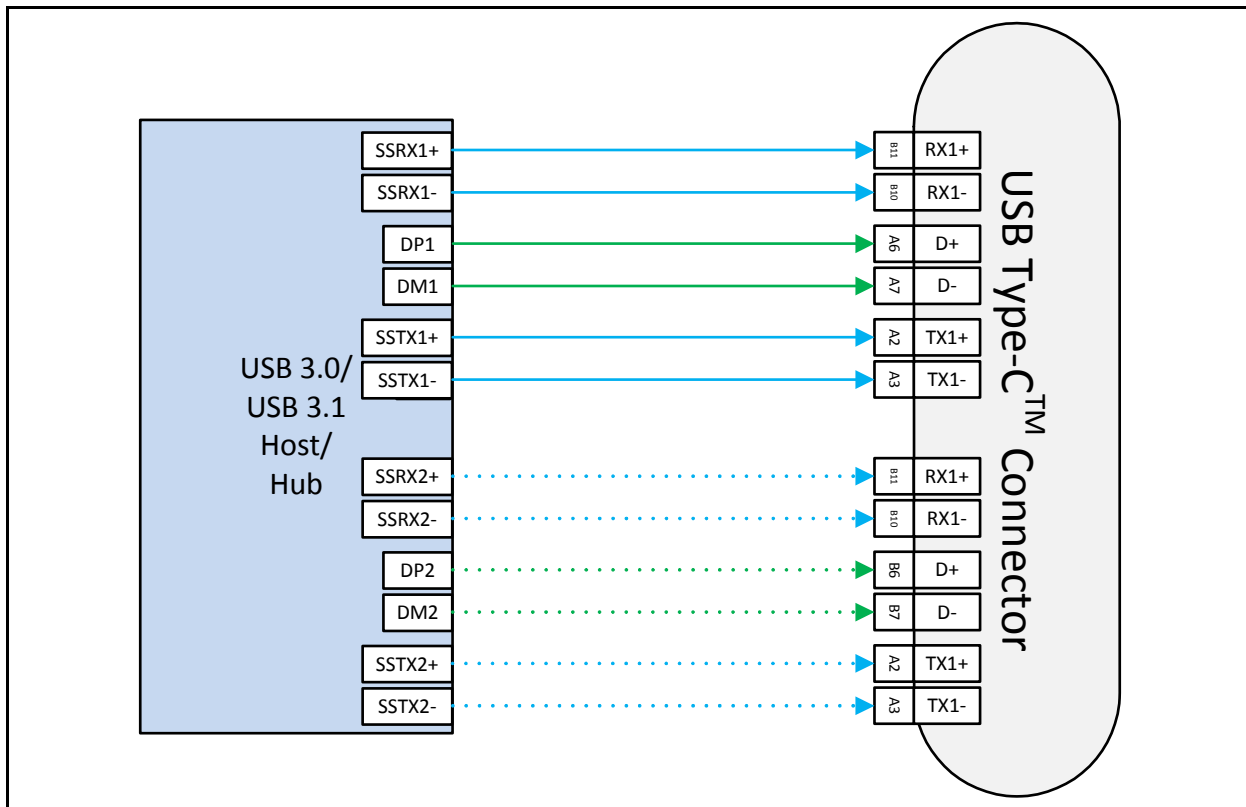 SSRX1+
SSRX1-
DP1
DM1
SSTX1+
SSTX1-
USB 3.0/
USB 3.1
Host/
Hub
SSRX2+
SSRX2-
DP2
DM2
SSTX2+
SSTX2-
B11 RX1+
B10 RX1-
A6 D+
A7 D-
A2 TX1+
A3 TX1-
B11 RX1+
B10 RX1-
B6 D+
B7 D-
A2 TX1+
A3 TX1-
USB Type-C™ Connector